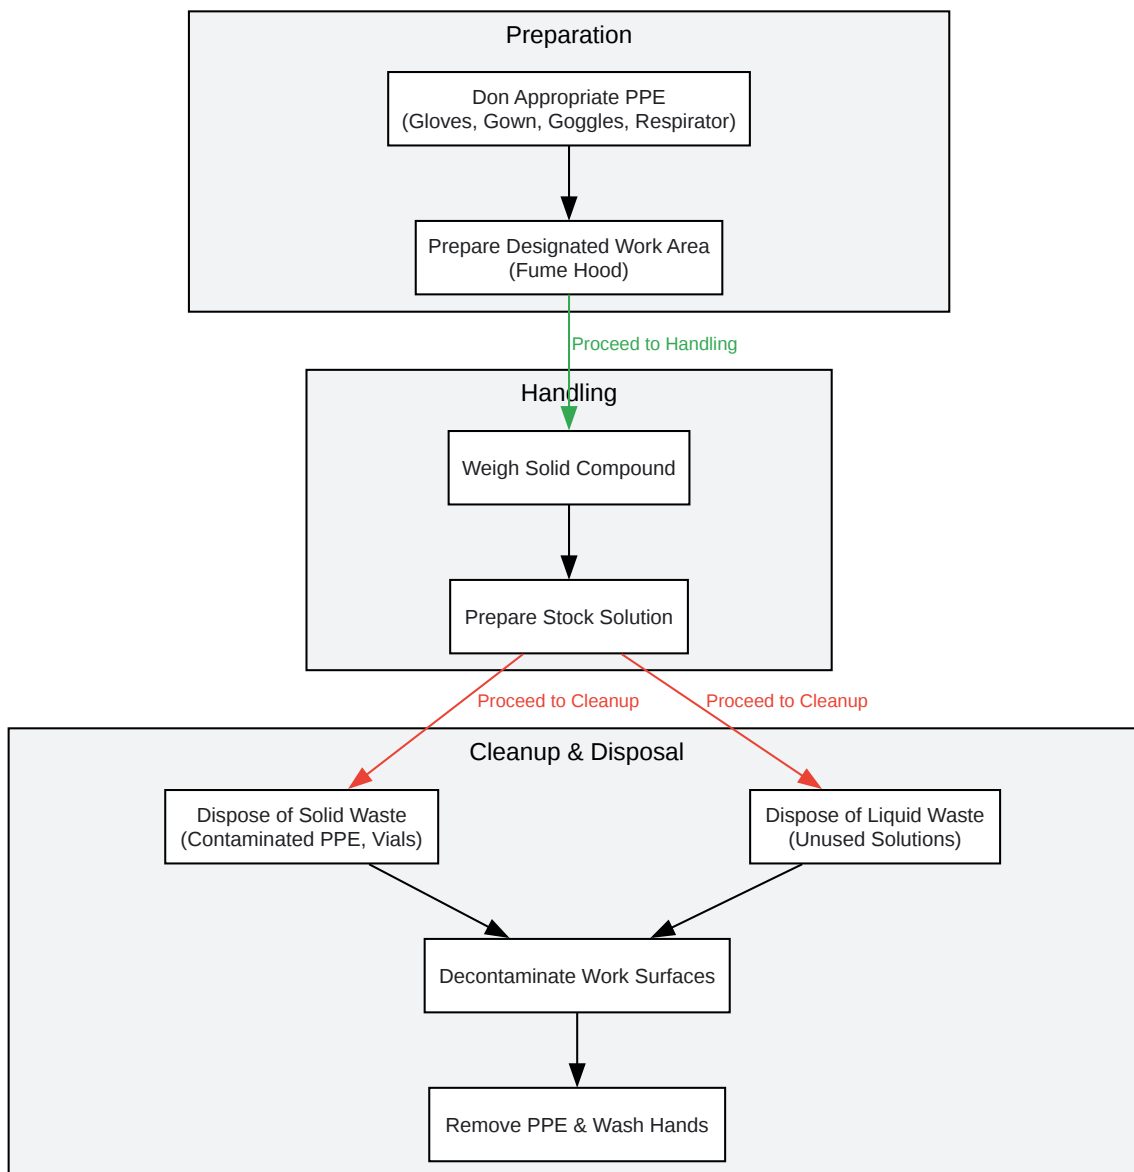 Preparation
Don Appropriate PPE
(Gloves, Gown, Goggles, Respirator)
Prepare Designated Work Area
(Fume Hood)
Proceed to Handling
Handling
Weigh Solid Compound
Prepare Stock Solution
Proceed to Cleanup
Proceed to Cleanup
Cleanup & Disposal
Dispose of Solid Waste
(Contaminated PPE, Vials)
Dispose of Liquid Waste
(Unused Solutions)
Decontaminate Work Surfaces
Remove PPE & Wash Hands